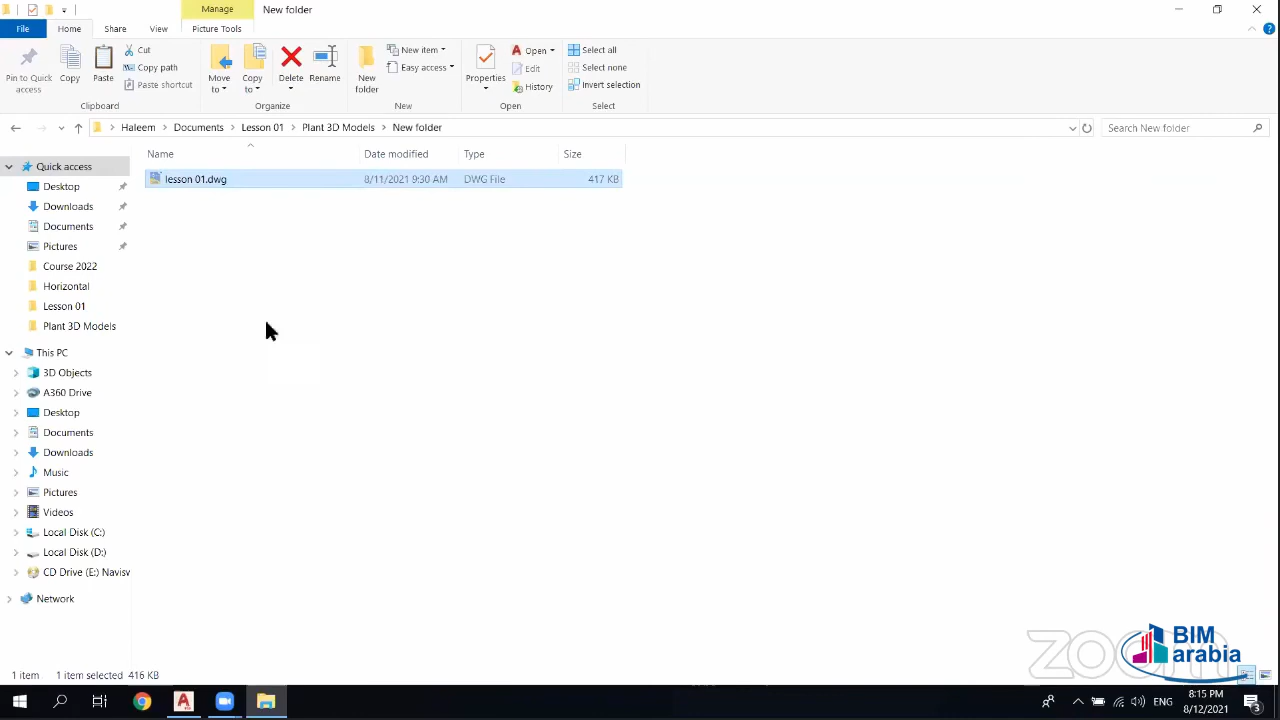 Manage
New folder
File
Home
Share
View
Picture Tools
Pin to Quick access
Copy
Paste
Cut
Copy path
Paste shortcut
Clipboard
Move to
Copy to
Delete
Rename
Organize
New folder
New item
Easy access
New
Properties
Open
Edit
History
Open
Select all
Select none
Invert selection
Select
Haleem > Documents > Lesson 01 > Plant 3D Models > New folder
Search New folder
Name
Date modified
Type
Size
lesson 01.dwg
8/11/2021 9:30 AM
DWG File
417 KB
Quick access
Desktop
Downloads
Documents
Pictures
Course 2022
Horizontal
Lesson 01
Plant 3D Models
This PC
3D Objects
A360 Drive
Desktop
Documents
Downloads
Music
Pictures
Videos
Local Disk (C:)
Local Disk (D:)
CD Drive (E:) Navisw
Network
1 item
1 item selected 416 KB
zoom
BIM
arabia
ENG
8:15 PM
8/12/2021
3